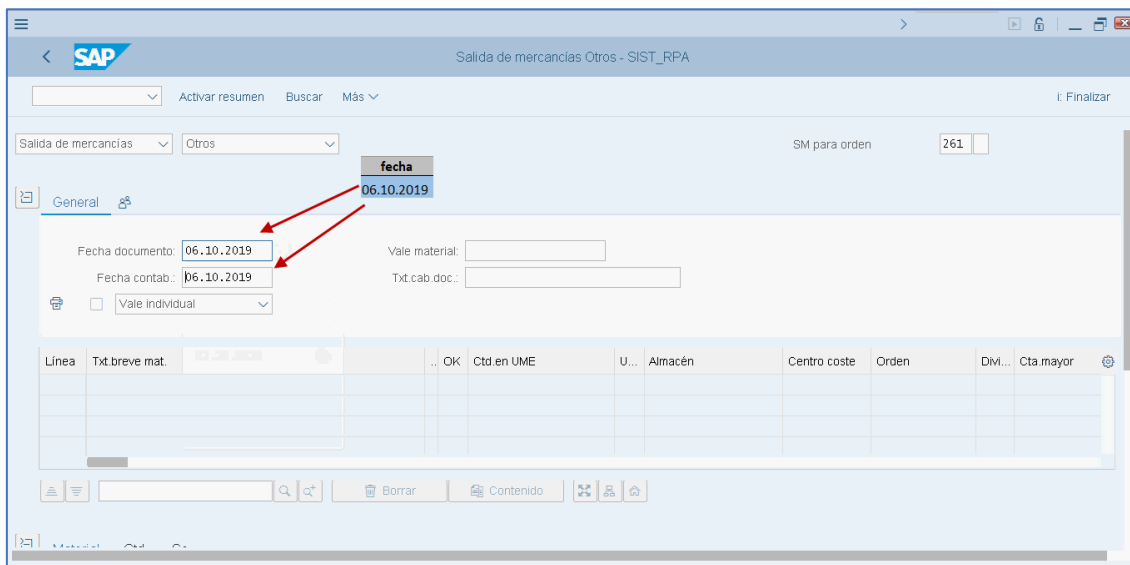 SAP
Salida de mercancías Otros - SIST_RPA
Activar resumen Buscar Más i: Finalizar
Salida de mercancías Otros SM para orden 261
fecha
06.10.2019
General
Fecha documento: 06.10.2019 Vale material:
Fecha contab.: 06.10.2019 Txt.cab.doc.:
Vale individual
Línea Txt.breve mat. .. OK Ctd.en UME U... Almacén Centro coste Orden Divi... Cta.mayor
Borrar Contenido